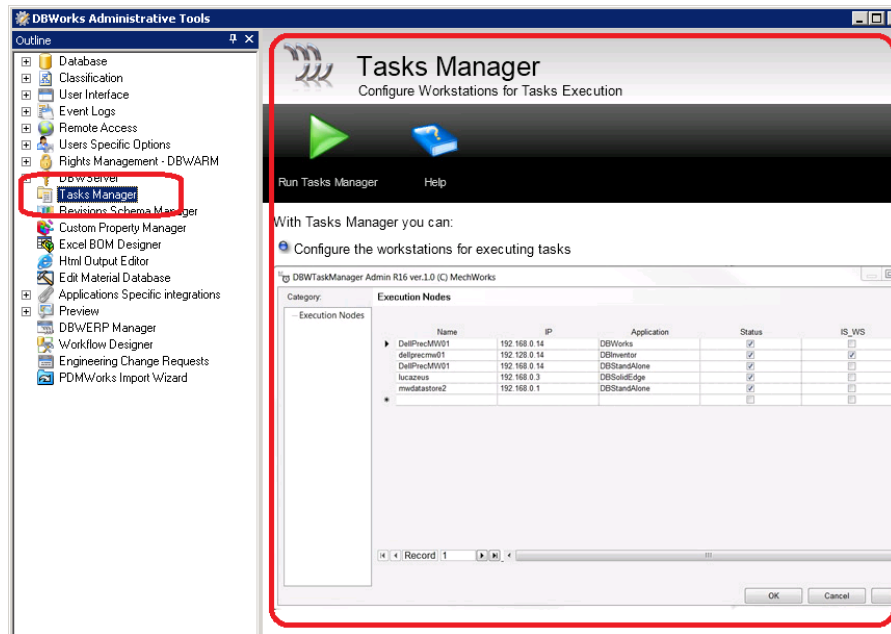 DBWorks Administrative Tools
Outline
Database
Classification
User Interface
Event Logs
Remote Access
Users Specific Options
Rights Management - DBWARM
DBWServer
Tasks Manager
Revisions Schema Manager
Custom Property Manager
Excel BOM Designer
Html Output Editor
Edit Material Database
Applications Specific integrations
Preview
DBWERP Manager
Workflow Designer
Engineering Change Requests
PDMWorks Import Wizard
Tasks Manager
Configure Workstations for Tasks Execution
Run Tasks Manager Help
With Tasks Manager you can:
Configure the workstations for executing tasks
DBWTaskManager Admin R16 ver.1.0 (C) MechWorks
Category: Execution Nodes
Execution Nodes
Name IP Application Status IS_WS
DellPrecMW01 192.168.0.14 DBWorks
dellprecmw01 192.128.0.14 DBInventor
DellPrecMW01 192.168.0.14 DBStandAlone
lucazeus 192.168.0.3 DBSolidEdge
mwdatastore2 192.168.0.1 DBStandAlone
Record 1
OK Cancel